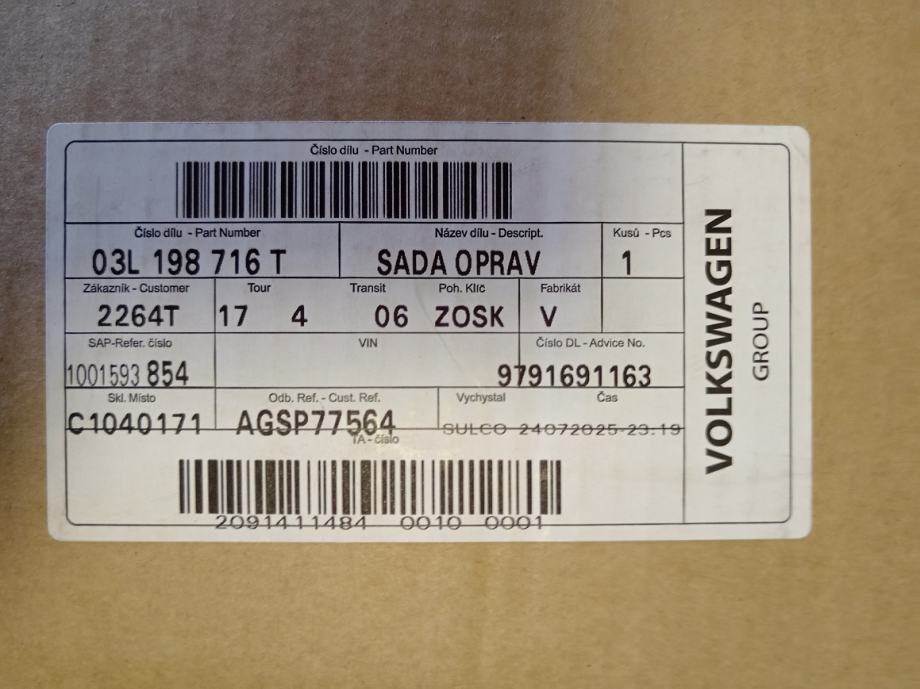 Číslo dílu - Part Number
Číslo dílu - Part Number Název dílu - Descript. Kusů - Pcs
03L 198 716 T SADA OPRAV 1
Zákazník - Customer Tour Transit Poh. Klíč Fabrikát
2264T 17 4 06 ZOSK V
SAP-Refer. číslo VIN Číslo DL - Advice No.
1001593 854 9791691163
Skl. Místo Odb. Ref. - Cust. Ref. Vychystal Čas
C1040171 AGSP77564 SULCO 24072025-23:19
TA - číslo
2091411484 0010 0001
VOLKSWAGEN
GROUP